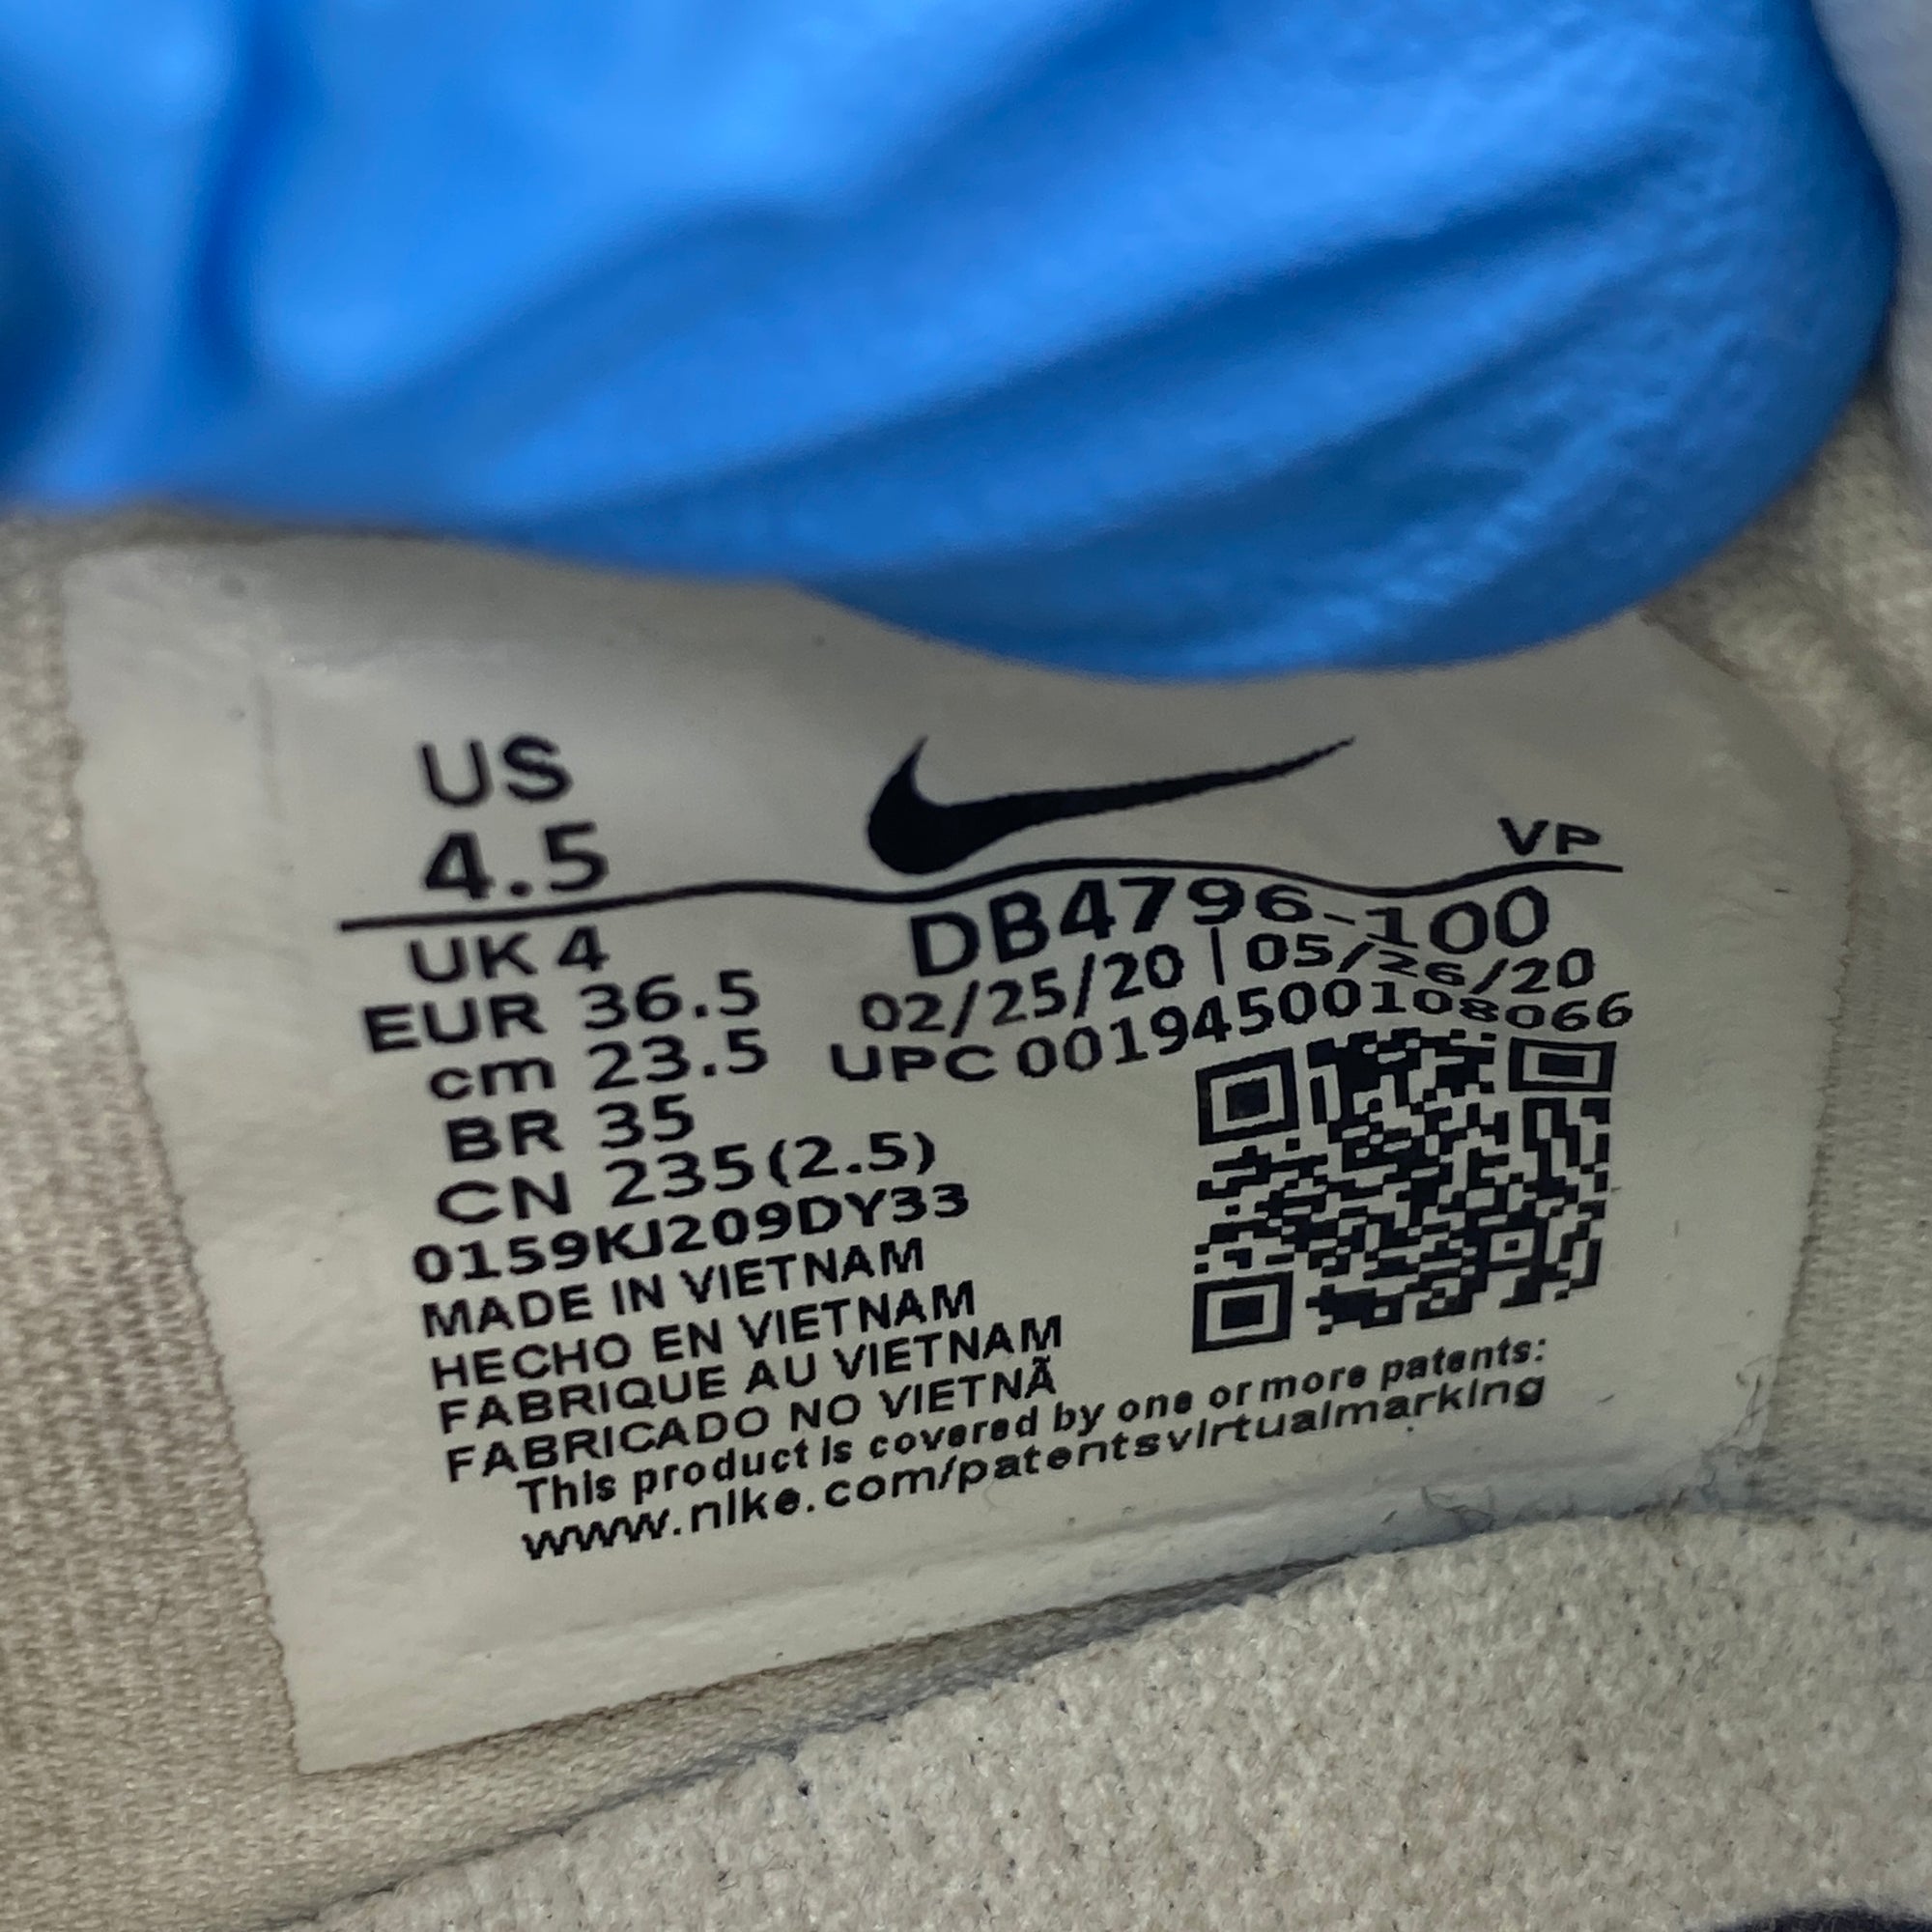 US
4.5
VP
UK 4
EUR 36.5
cm 23.5
BR 35
CN 235(2.5)
DB4796-100
02/25/20 | 05/26/20
UPC 00194500108066
0159KJ209DY33
MADE IN VIETNAM
HECHO EN VIETNAM
FABRIQUE AU VIETNAM
FABRICADO NO VIETNÃ
This product is covered by one or more patents:
www.nike.com/patentsvirtualmarking